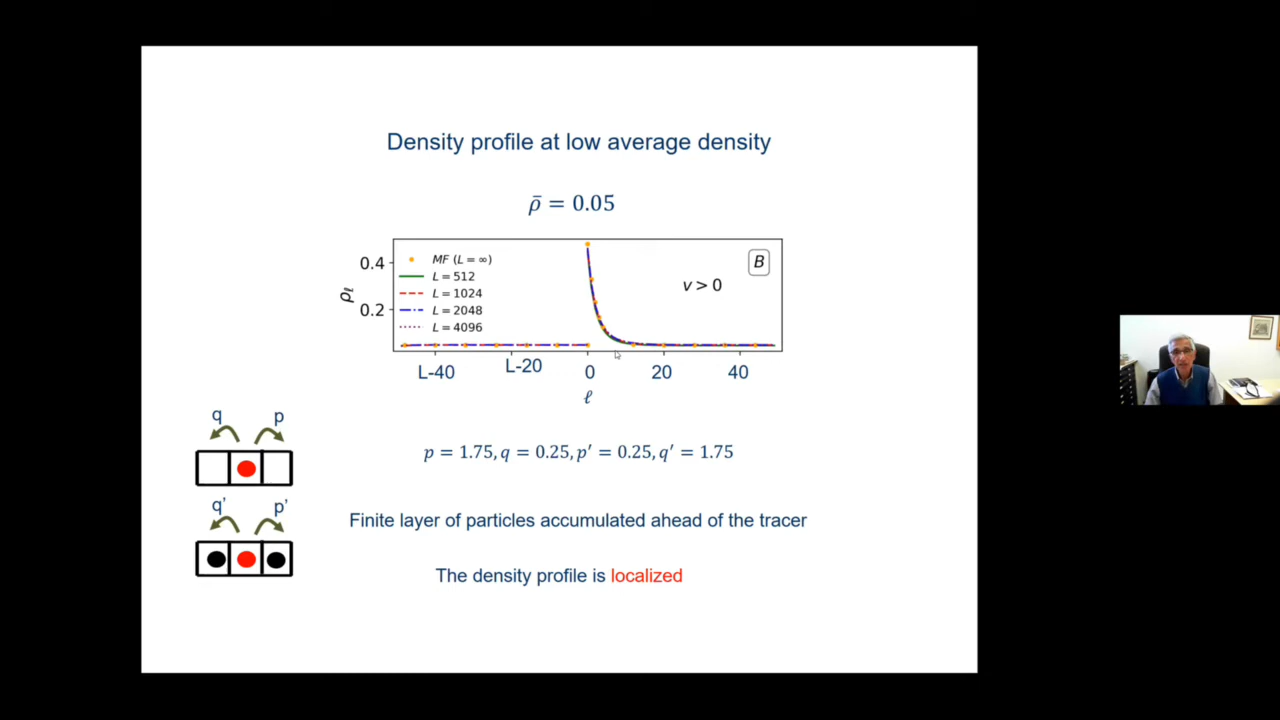 Density profile at low average density
ρ̄ = 0.05
B
MF (L = ∞)
L = 512
L = 1024
L = 2048
L = 4096
v > 0
0.4
0.2
ρℓ
L-40
L-20
0
20
40
ℓ
q
p
p = 1.75, q = 0.25, p′ = 0.25, q′ = 1.75
q'
p'
Finite layer of particles accumulated ahead of the tracer
The density profile is localized